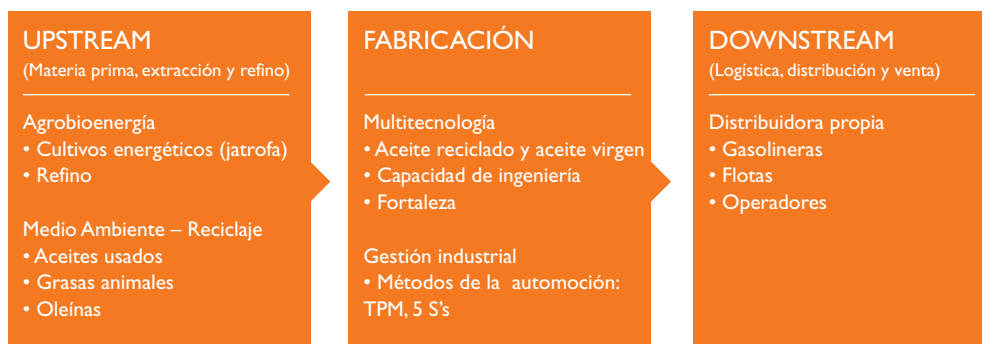 UPSTREAM
(Materia prima, extracción y refino)
Agrobioenergía
• Cultivos energéticos (jatrofa)
• Refino
Medio Ambiente – Reciclaje
• Aceites usados
• Grasas animales
• Oleínas
FABRICACIÓN
Multitecnología
• Aceite reciclado y aceite virgen
• Capacidad de ingeniería
• Fortaleza
Gestión industrial
• Métodos de la automoción:
TPM, 5 S's
DOWNSTREAM
(Logística, distribución y venta)
Distribuidora propia
• Gasolineras
• Flotas
• Operadores